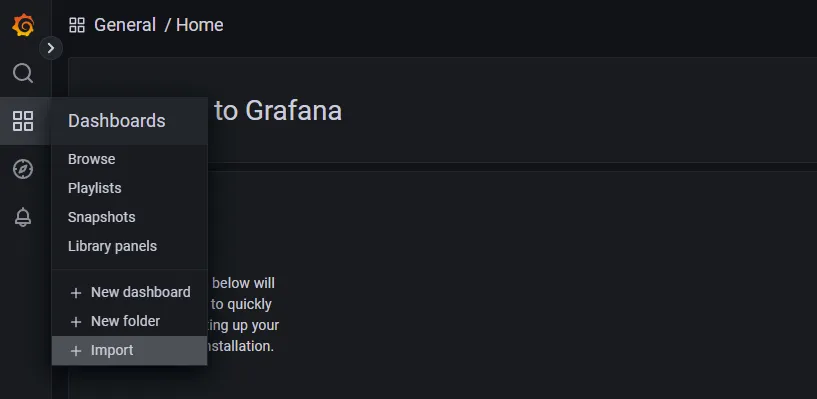 General / Home
to Grafana
Dashboards
Browse
Playlists
Snapshots
Library panels
New dashboard
New folder
Import
below will
to quickly
ing up your
nstallation.